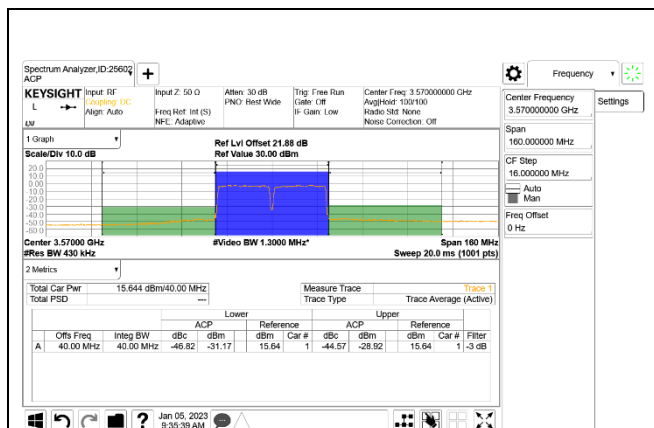 Spectrum Analyzer,ID:25602
ACP
Frequency
KEYSIGHT
L
Input: RF
Coupling: DC
Align: Auto
Input Z: 50 Ω
Freq Ref: Int (S)
NFE: Adaptive
Atten: 30 dB
PNO: Best Wide
Trig: Free Run
Gate: Off
IF Gain: Low
Center Freq: 3.570000000 GHz
Avg|Hold: 100/100
Radio Std: None
Noise Correction: Off
Center Frequency
3.570000000 GHz
Settings
Span
160.000000 MHz
CF Step
16.000000 MHz
Auto
Man
Freq Offset
0 Hz
1 Graph
Scale/Div 10.0 dB
Ref Lvl Offset 21.88 dB
Ref Value 30.00 dBm
20.0
10.0
0.00
-10.0
-20.0
-30.0
-40.0
-50.0
-60.0
Center 3.57000 GHz
#Video BW 1.3000 MHz*
Span 160 MHz
#Res BW 430 kHz
Sweep 20.0 ms (1001 pts)
2 Metrics
Total Car Pwr 15.644 dBm/40.00 MHz
Total PSD ---
Measure Trace Trace 1
Trace Type Trace Average (Active)
Lower Upper
ACP Reference ACP Reference
Offs Freq Integ BW dBc dBm dBm Car # dBc dBm dBm Car # Filter
A 40.00 MHz 40.00 MHz -46.82 -31.17 15.64 1 -44.57 -28.92 15.64 1 -3 dB
Jan 05, 2023
9:35:39 AM